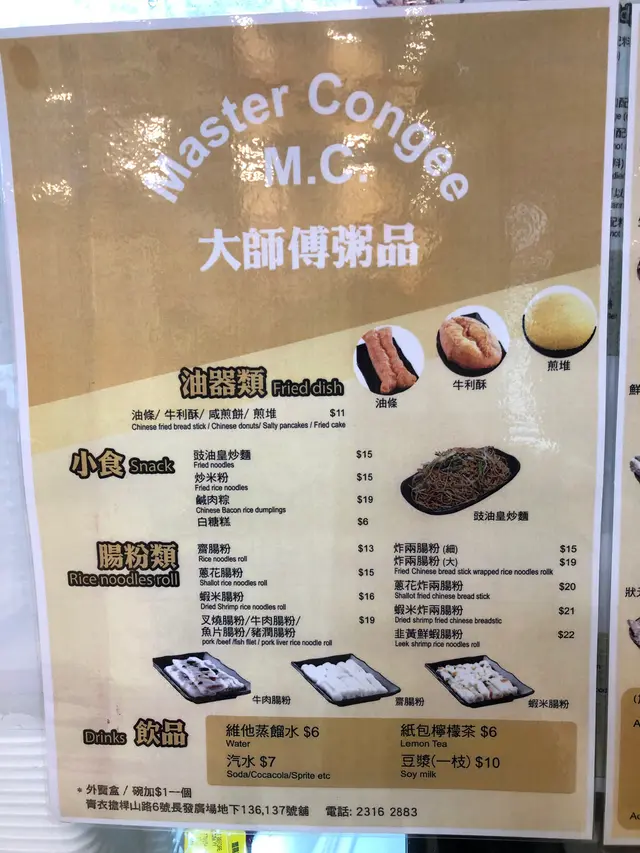 Master Congee
M.C.
大師傅粥品
油器類 Fried dish
油條
牛利酥
煎堆
油條/ 牛利酥/ 咸煎餅/ 煎堆 $11
Chinese fried bread stick / Chinese donuts/ Salty pancakes / Fried cake
小食 Snack
豉油皇炒麵 $15
Fried noodles
炒米粉 $15
Fried rice noodles
鹹肉粽 $19
Chinese Bacon rice dumplings
白糖糕 $6
豉油皇炒麵
腸粉類
Rice noodles roll
齋腸粉 $13
Rice noodles roll
蔥花腸粉 $15
Shallot rice noodles roll
蝦米腸粉 $16
Dried Shrimp rice noodles roll
叉燒腸粉/牛肉腸粉/ $19
魚片腸粉/豬潤腸粉
pork /beef /fish filet / pork liver rice noodle roll
炸兩腸粉 (細) $15
炸兩腸粉 (大) $19
Fried Chinese bread stick wrapped rice noodles rollk
蔥花炸兩腸粉 $20
Shallot fried chinese bread stick
蝦米炸兩腸粉 $21
Dried shrimp fried chinese breadstic
韭黃鮮蝦腸粉 $22
Leek shrimp rice noodles roll
牛肉腸粉
齋腸粉
蝦米腸粉
Drinks 飲品
維他蒸餾水 $6
Water
汽水 $7
Soda/Cocacola/Sprite etc
紙包檸檬茶 $6
Lemon Tea
豆漿(一枝) $10
Soy milk
* 外賣盒 / 碗加$1一個
青衣擔桿山路6號長發廣場地下136,137號舖 電話: 2316 2883